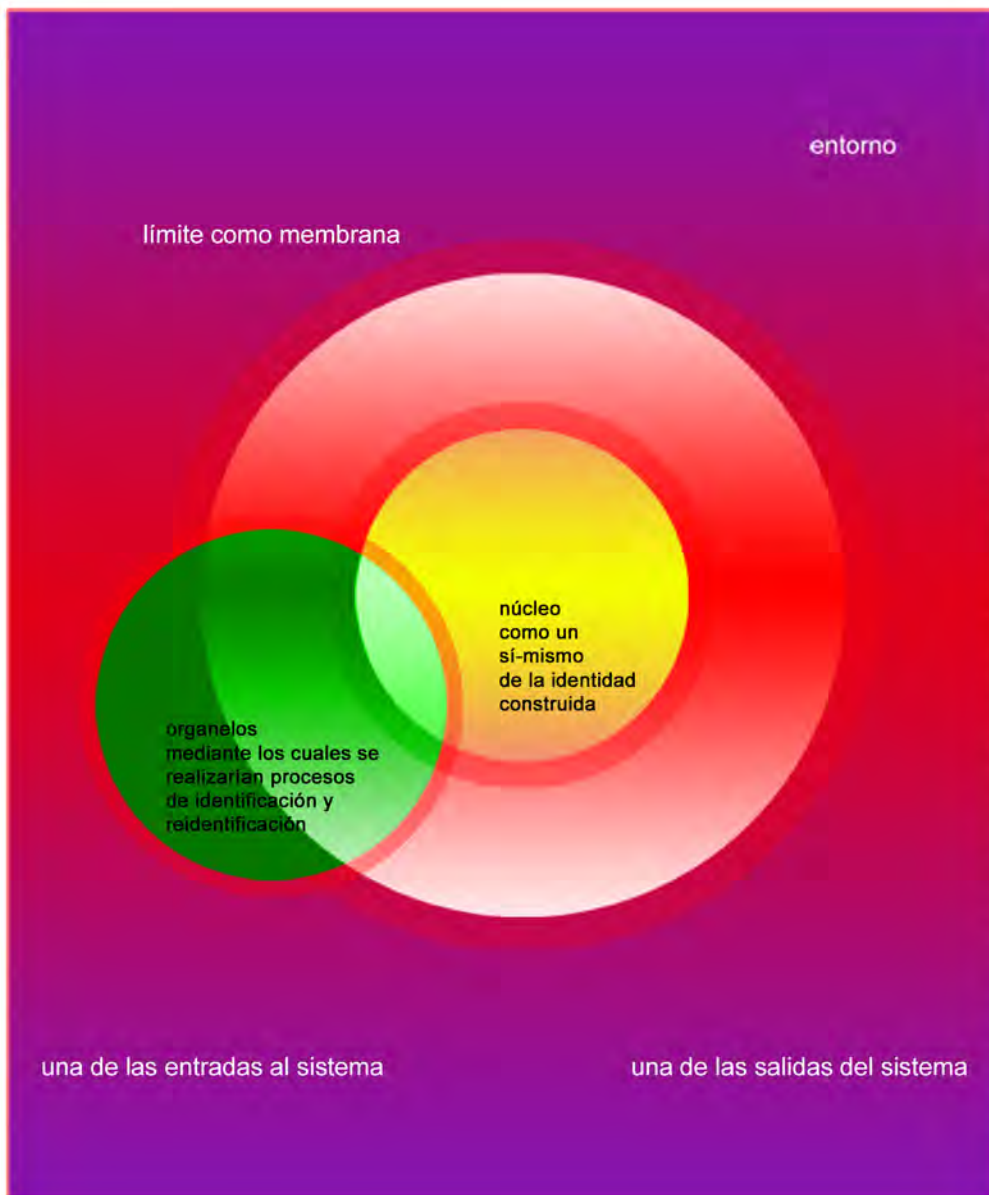 entorno
límite como membrana
núcleo
como un
sí-mismo
de la identidad
construida
organelos
mediante los cuales se
realizarían procesos
de identificación y
reidentificación
una de las entradas al sistema
una de las salidas del sistema